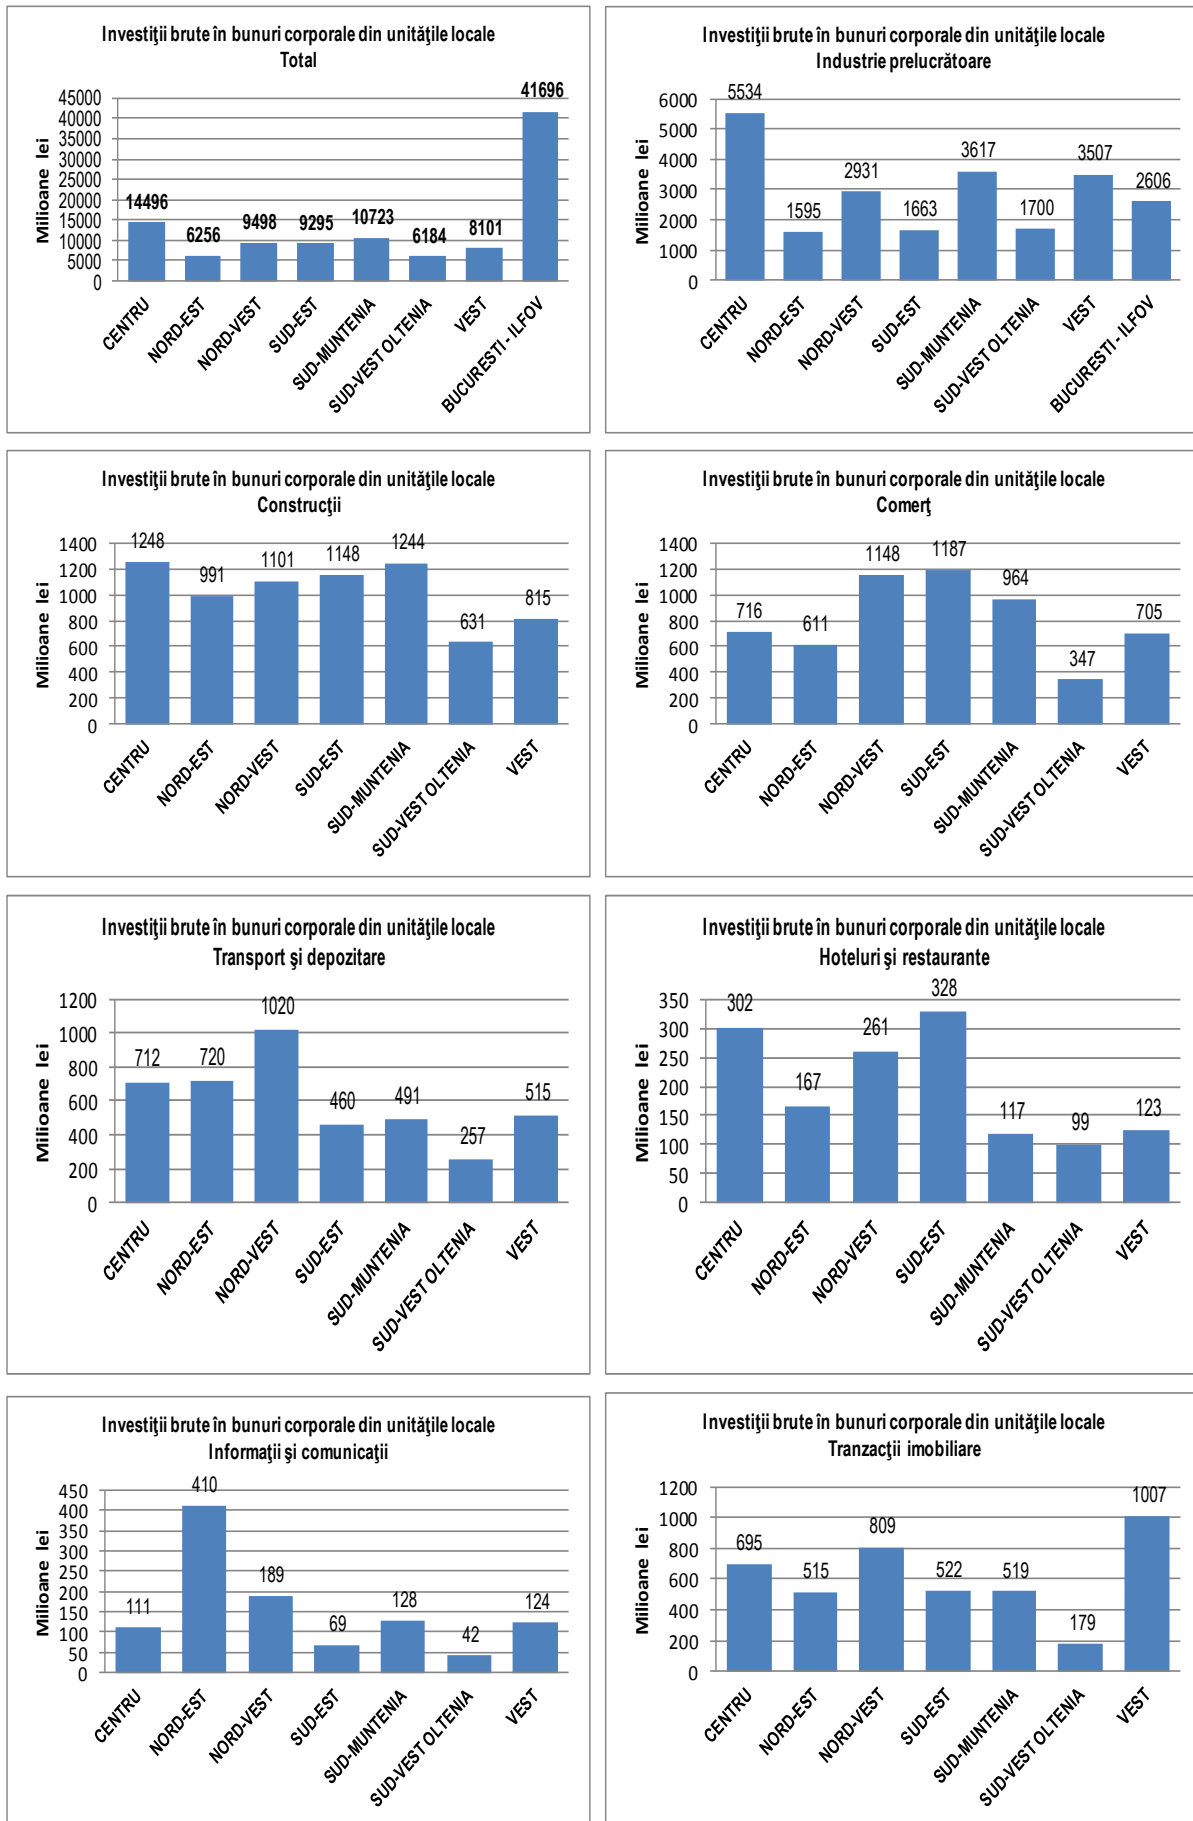 Investiţii brute în bunuri corporale din unităţile locale
Total
Milioane lei
45000
40000
35000
30000
25000
20000
15000
10000
5000
0
14496
6256
9498
9295
10723
6184
8101
41696
CENTRU
NORD-EST
NORD-VEST
SUD-EST
SUD-MUNTENIA
SUD-VEST OLTENIA
VEST
BUCURESTI - ILFOV
Investiţii brute în bunuri corporale din unităţile locale
Industrie prelucrătoare
Milioane lei
6000
5000
4000
3000
2000
1000
0
5534
1595
2931
1663
3617
1700
3507
2606
CENTRU
NORD-EST
NORD-VEST
SUD-EST
SUD-MUNTENIA
SUD-VEST OLTENIA
VEST
BUCURESTI - ILFOV
Investiţii brute în bunuri corporale din unităţile locale
Construcţii
Milioane lei
1400
1200
1000
800
600
400
200
0
1248
991
1101
1148
1244
631
815
CENTRU
NORD-EST
NORD-VEST
SUD-EST
SUD-MUNTENIA
SUD-VEST OLTENIA
VEST
Investiţii brute în bunuri corporale din unităţile locale
Comerţ
Milioane lei
1400
1200
1000
800
600
400
200
0
716
611
1148
1187
964
347
705
CENTRU
NORD-EST
NORD-VEST
SUD-EST
SUD-MUNTENIA
SUD-VEST OLTENIA
VEST
Investiţii brute în bunuri corporale din unităţile locale
Transport şi depozitare
Milioane lei
1200
1000
800
600
400
200
0
712
720
1020
460
491
257
515
CENTRU
NORD-EST
NORD-VEST
SUD-EST
SUD-MUNTENIA
SUD-VEST OLTENIA
VEST
Investiţii brute în bunuri corporale din unităţile locale
Hoteluri şi restaurante
Milioane lei
350
300
250
200
150
100
50
0
302
167
261
328
117
99
123
CENTRU
NORD-EST
NORD-VEST
SUD-EST
SUD-MUNTENIA
SUD-VEST OLTENIA
VEST
Investiţii brute în bunuri corporale din unităţile locale
Informaţii şi comunicaţii
Milioane lei
450
400
350
300
250
200
150
100
50
0
111
410
189
69
128
42
124
CENTRU
NORD-EST
NORD-VEST
SUD-EST
SUD-MUNTENIA
SUD-VEST OLTENIA
VEST
Investiţii brute în bunuri corporale din unităţile locale
Tranzacţii imobiliare
Milioane lei
1200
1000
800
600
400
200
0
695
515
809
522
519
179
1007
CENTRU
NORD-EST
NORD-VEST
SUD-EST
SUD-MUNTENIA
SUD-VEST OLTENIA
VEST